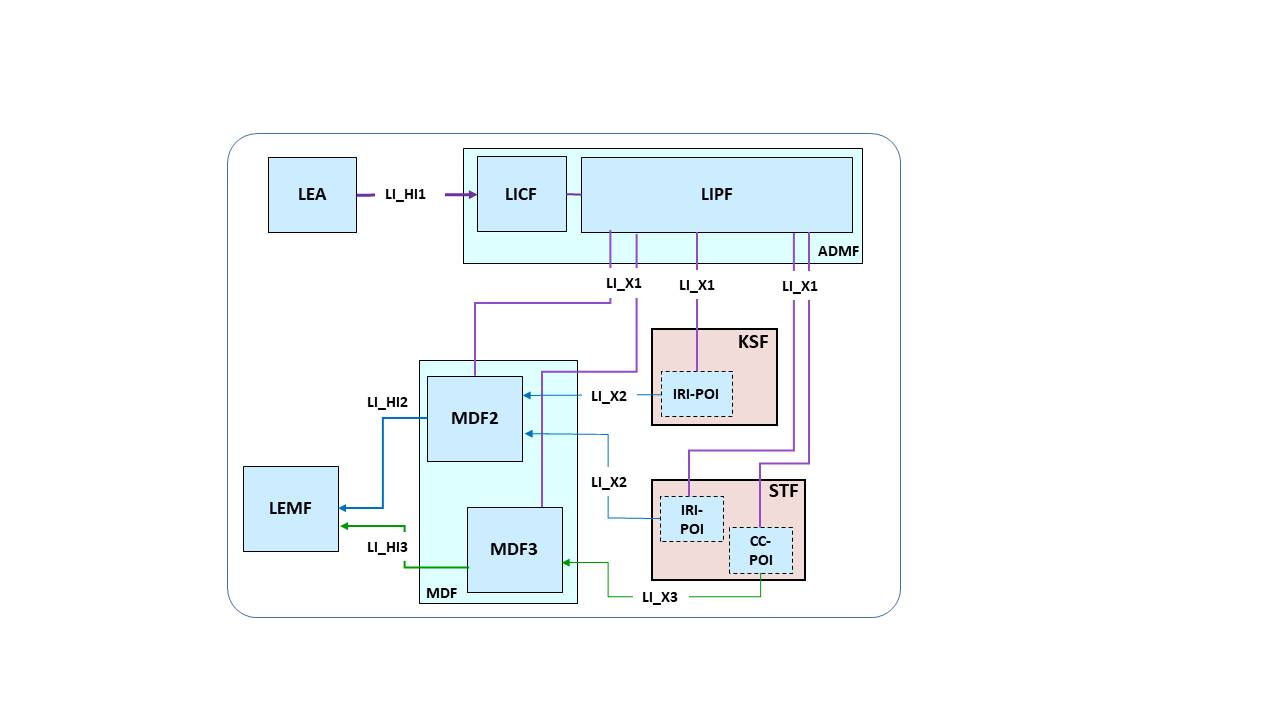 LEA
LI_HI1
LICF
LIPF
ADMF
LI_X1
LI_X1
LI_X1
KSF
IRI-POI
LI_X2
MDF2
LI_HI2
LI_X2
STF
IRI-
POI
CC-
POI
LEMF
LI_HI3
MDF3
MDF
LI_X3